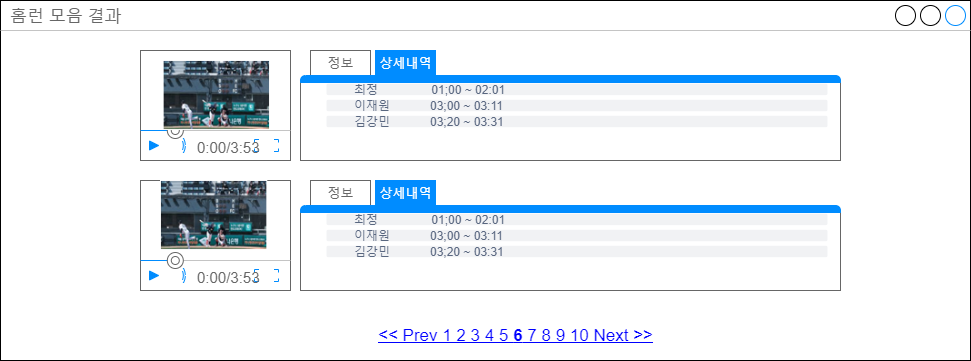 홈런 모음 결과
정보 상세내역
최정 01;00 ~ 02:01
이재원 03;00 ~ 03:11
김강민 03;20 ~ 03:31
0:00/3:53
정보 상세내역
최정 01;00 ~ 02:01
이재원 03;00 ~ 03:11
김강민 03;20 ~ 03:31
0:00/3:53
<< Prev 1 2 3 4 5 6 7 8 9 10 Next >>